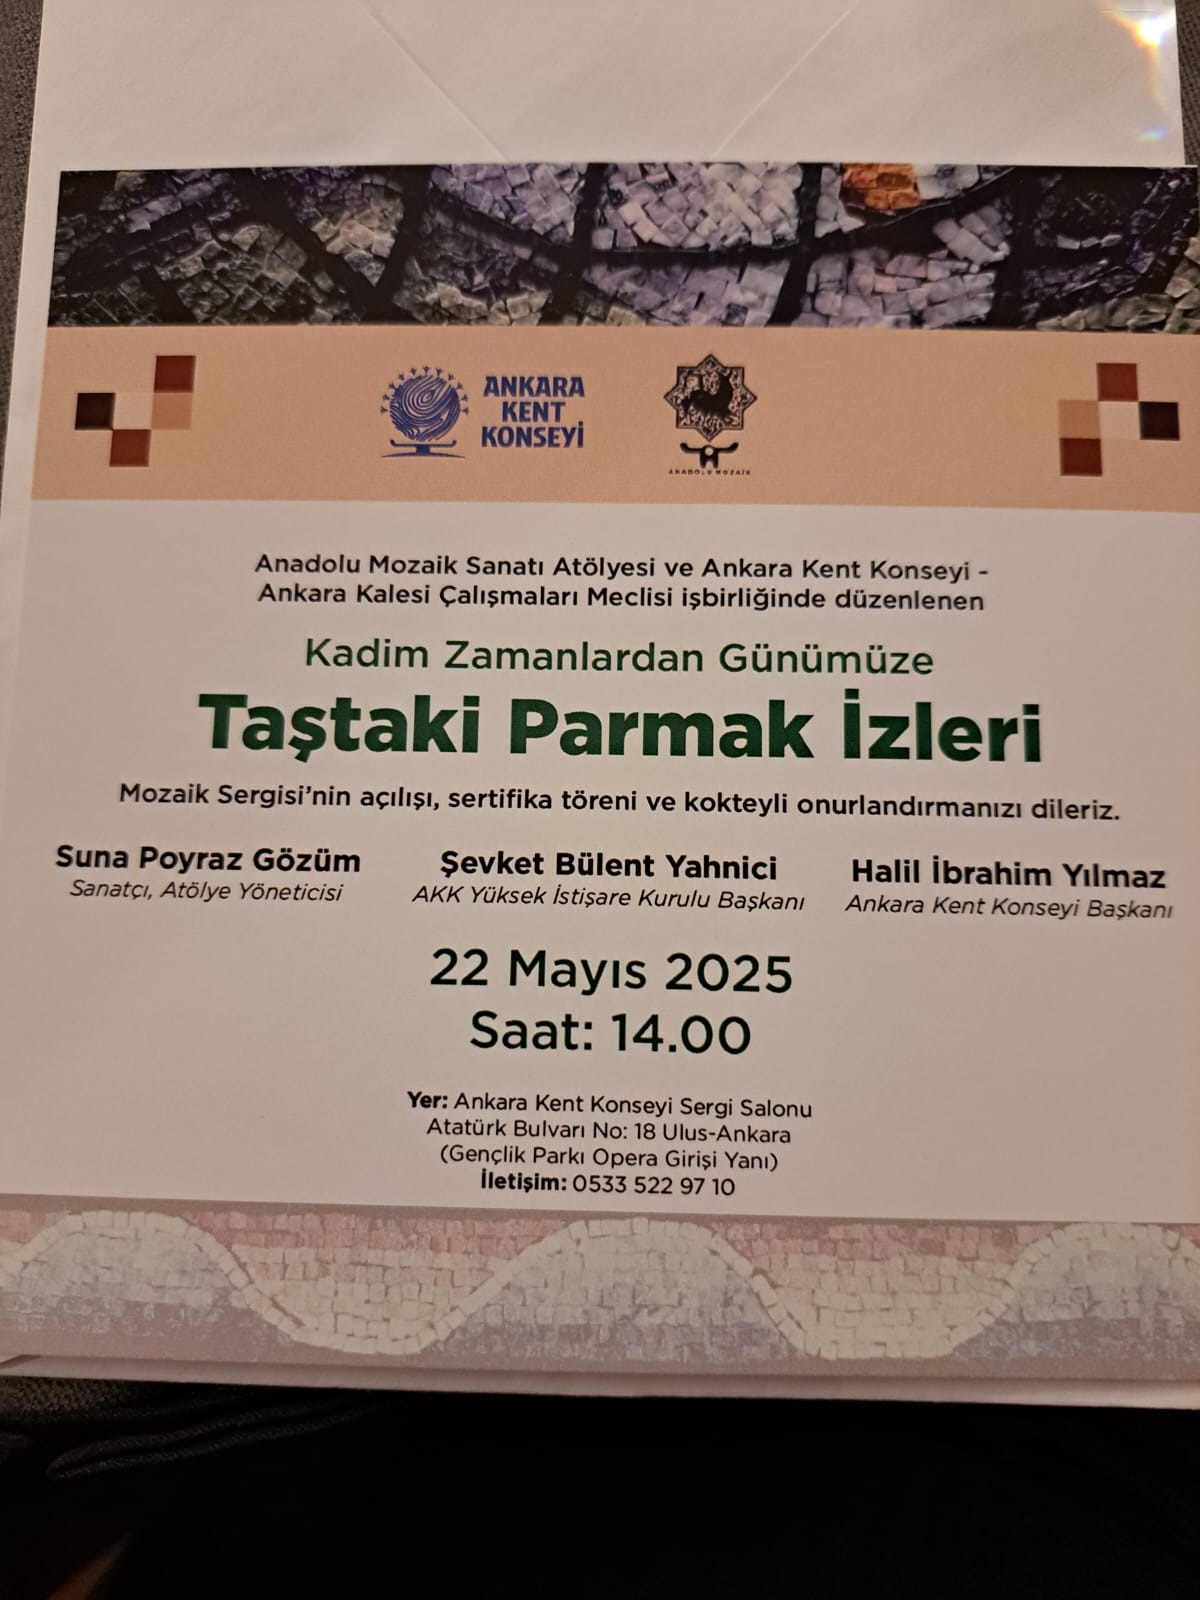 ANKARA
KENT
KONSEYİ
ANADOLU MOZAİK
Anadolu Mozaik Sanatı Atölyesi ve Ankara Kent Konseyi -
Ankara Kalesi Çalışmaları Meclisi işbirliğinde düzenlenen
Kadim Zamanlardan Günümüze
Taştaki Parmak İzleri
Mozaik Sergisi'nin açılışı, sertifika töreni ve kokteyli onurlandırmanızı dileriz.
Suna Poyraz Gözüm Şevket Bülent Yahnici Halil İbrahim Yılmaz
Sanatçı, Atölye Yöneticisi AKK Yüksek İstişare Kurulu Başkanı Ankara Kent Konseyi Başkanı
22 Mayıs 2025
Saat: 14.00
Yer: Ankara Kent Konseyi Sergi Salonu
Atatürk Bulvarı No: 18 Ulus-Ankara
(Gençlik Parkı Opera Girişi Yanı)
İletişim: 0533 522 97 10